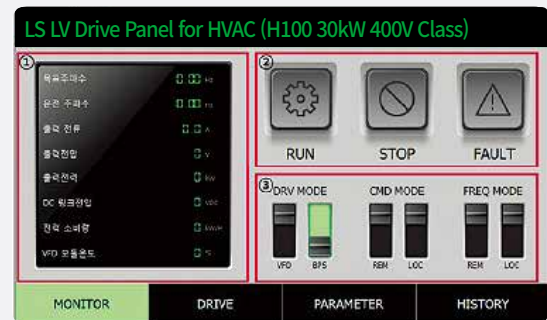 LS LV Drive Panel for HVAC (H100 30kW 400V Class)
①
목표주파수 0.00 Hz
운전 주파수 0.00 Hz
출력 전류 0.0 A
출력전압 0 V
출력전력 0 kW
DC 링크전압 0 VDC
전력 소비량 0 kW/H
VFD 모듈온도 0
②
RUN STOP FAULT
③
DRV MODE CMD MODE FREQ MODE
VFD BPS REM LOC REM LOC
MONITOR DRIVE PARAMETER HISTORY